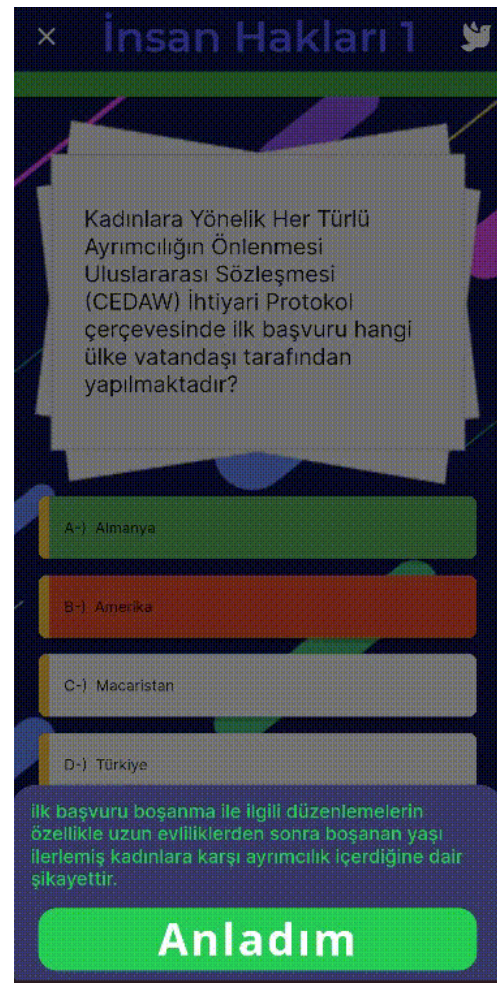 İnsan Hakları 1
Kadınlara Yönelik Her Türlü
Ayrımcılığın Önlenmesi
Uluslararası Sözleşmesi
(CEDAW) İhtiyari Protokol
çerçevesinde ilk başvuru hangi
ülke vatandaşı tarafından
yapılmaktadır?
A-) Almanya
B-) Amerika
C-) Macaristan
D-) Türkiye
ilk başvuru boşanma ile ilgili düzenlemelerin
özellikle uzun evliliklerden sonra boşanan yaşı
ilerlemiş kadınlara karşı ayrımcılık içerdiğine dair
şikayettir.
Anladım